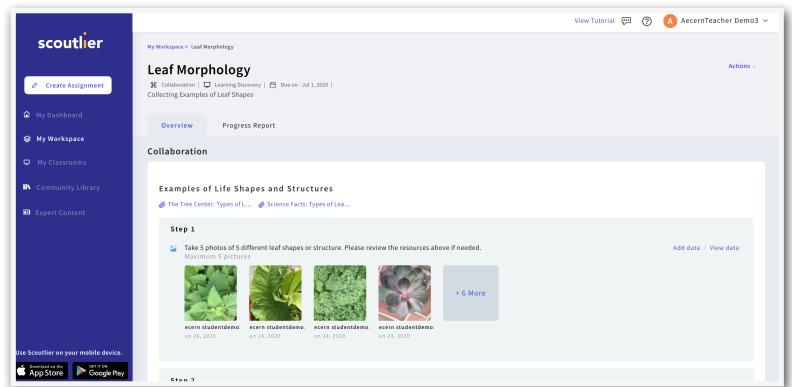 View Tutorial
A AecernTeacher Demo3
scoutlier
Create Assignment
My Dashboard
My Workspace
My Classrooms
Community Library
Expert Content
Use Scoutlier on your mobile device.
Download on the App Store
GET IT ON Google Play
My Workspace > Leaf Morphology
Leaf Morphology
Actions
Collaboration | Learning Discovery | Due on - Jul 1, 2020 |
Collecting Examples of Leaf Shapes
Overview Progress Report
Collaboration
Examples of Life Shapes and Structures
The Tree Center: Types of L... Science Facts: Types of Lea...
Step 1
Take 5 photos of 5 different leaf shapes or structure. Please review the resources above if needed.
Add data | View data
Maximum 5 pictures
+ 6 More
ecern studentdemo: ecern studentdemo: ecern studentdemo: ecern studentdemo:
un 24, 2020 un 24, 2020 un 24, 2020 un 24, 2020
Step 2